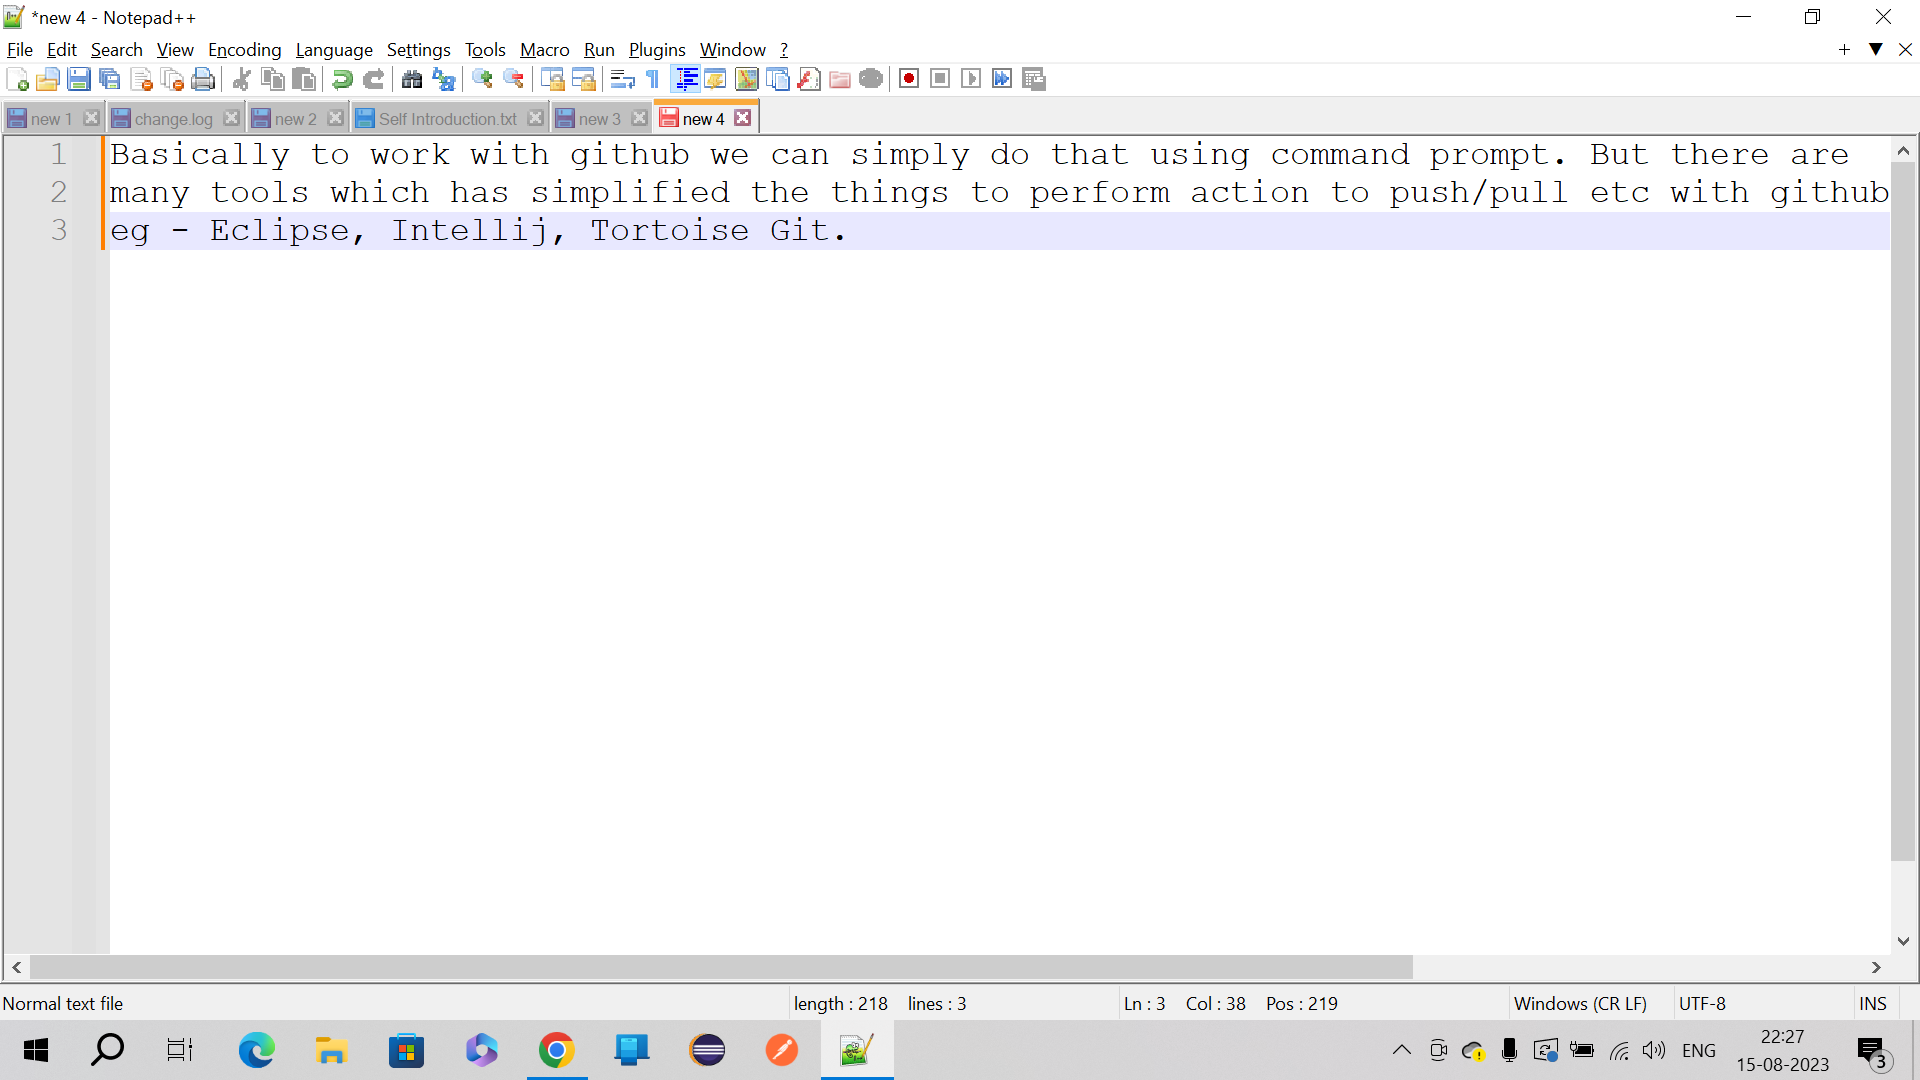 *new 4 - Notepad++
File Edit Search View Encoding Language Settings Tools Macro Run Plugins Window ?
new 1 change.log new 2 Self Introduction.txt new 3 new 4
1 Basically to work with github we can simply do that using command prompt. But there are
2 many tools which has simplified the things to perform action to push/pull etc with github
3 eg - Eclipse, Intellij, Tortoise Git.
Normal text file length : 218 lines : 3 Ln : 3 Col : 38 Pos : 219 Windows (CR LF) UTF-8 INS
ENG 22:27
15-08-2023 3